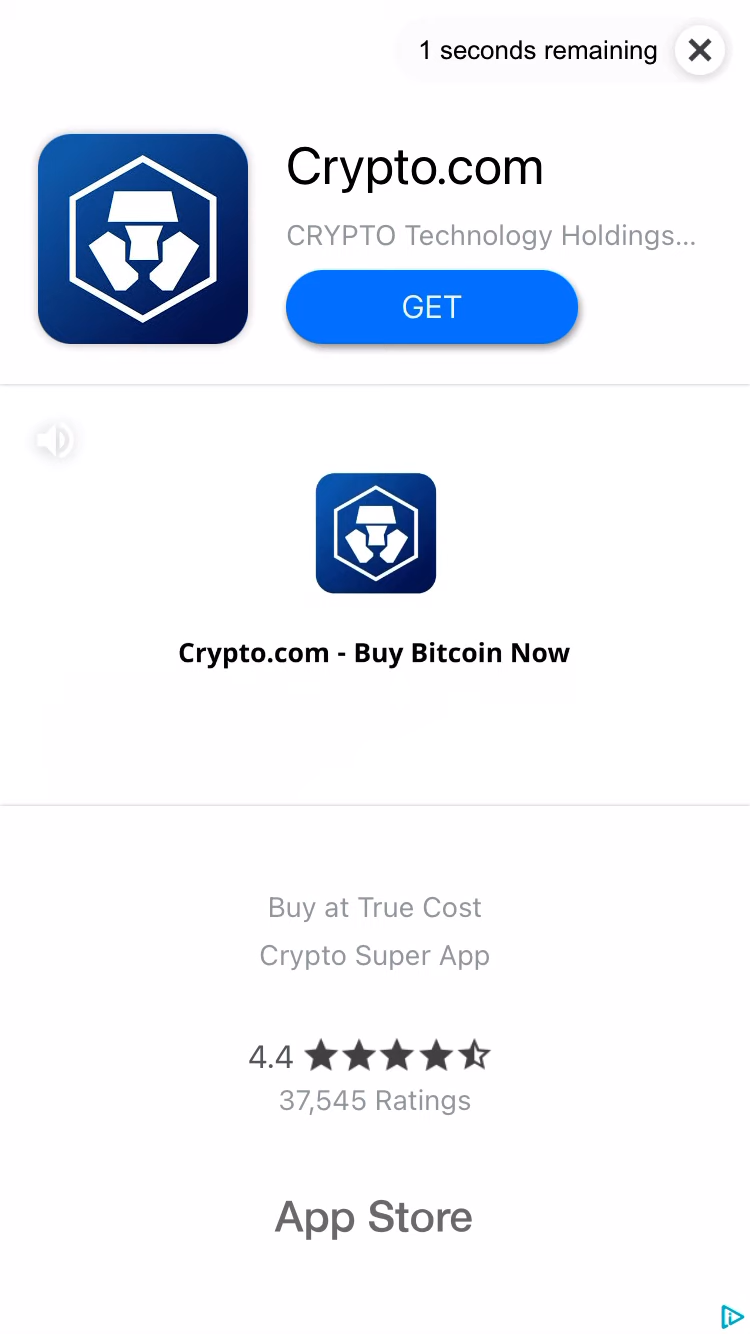 1 seconds remaining
Crypto.com
CRYPTO Technology Holdings...
GET
Crypto.com - Buy Bitcoin Now
Buy at True Cost
Crypto Super App
4.4
37,545 Ratings
App Store